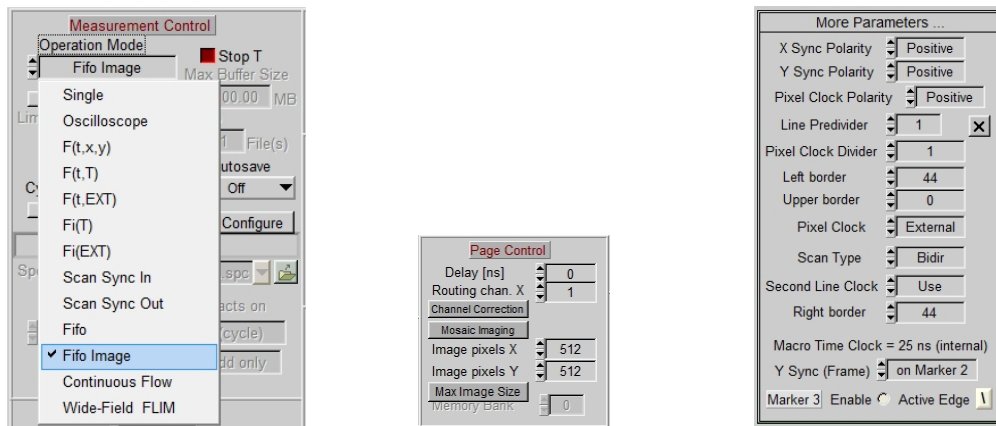 Measurement Control
Operation Mode
Fifo Image
Stop T
Max Buffer Size
Single
00.00 MB
Oscilloscope
F(t,x,y)
1 File(s)
F(t,T)
utosave
F(t,EXT)
Off
Fi(T)
Configure
Fi(EXT)
Scan Sync In
.spc
Scan Sync Out
acts on
Fifo
(cycle)
Fifo Image
dd only
Continuous Flow
Wide-Field FLIM
Page Control
Delay [ns] 0
Routing chan. X 1
Channel Correction
Mosaic Imaging
Image pixels X 512
Image pixels Y 512
Max Image Size
Memory Bank 0
More Parameters ...
X Sync Polarity Positive
Y Sync Polarity Positive
Pixel Clock Polarity Positive
Line Predivider 1 X
Pixel Clock Divider 1
Left border 44
Upper border 0
Pixel Clock External
Scan Type Bidir
Second Line Clock Use
Right border 44
Macro Time Clock = 25 ns (internal)
Y Sync (Frame) on Marker 2
Marker 3 Enable Active Edge \